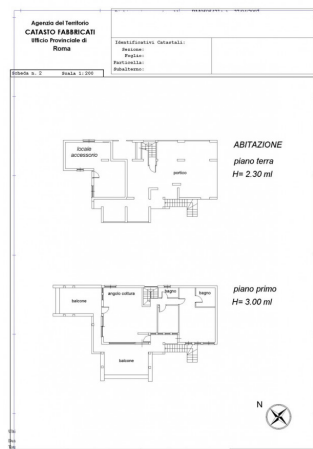 Agenzia del Territorio
CATASTO FABBRICATI
Ufficio Provinciale di
Roma
Identificativi Catastali:
Sezione:
Foglio:
Particella:
Subalterno:
Scheda n. 2 Scala 1:200
ABITAZIONE
piano terra
H= 2.30 ml
locale
accessorio
portico
piano primo
H= 3.00 ml
balcone
angolo cottura
bagno
bagno
balcone
N